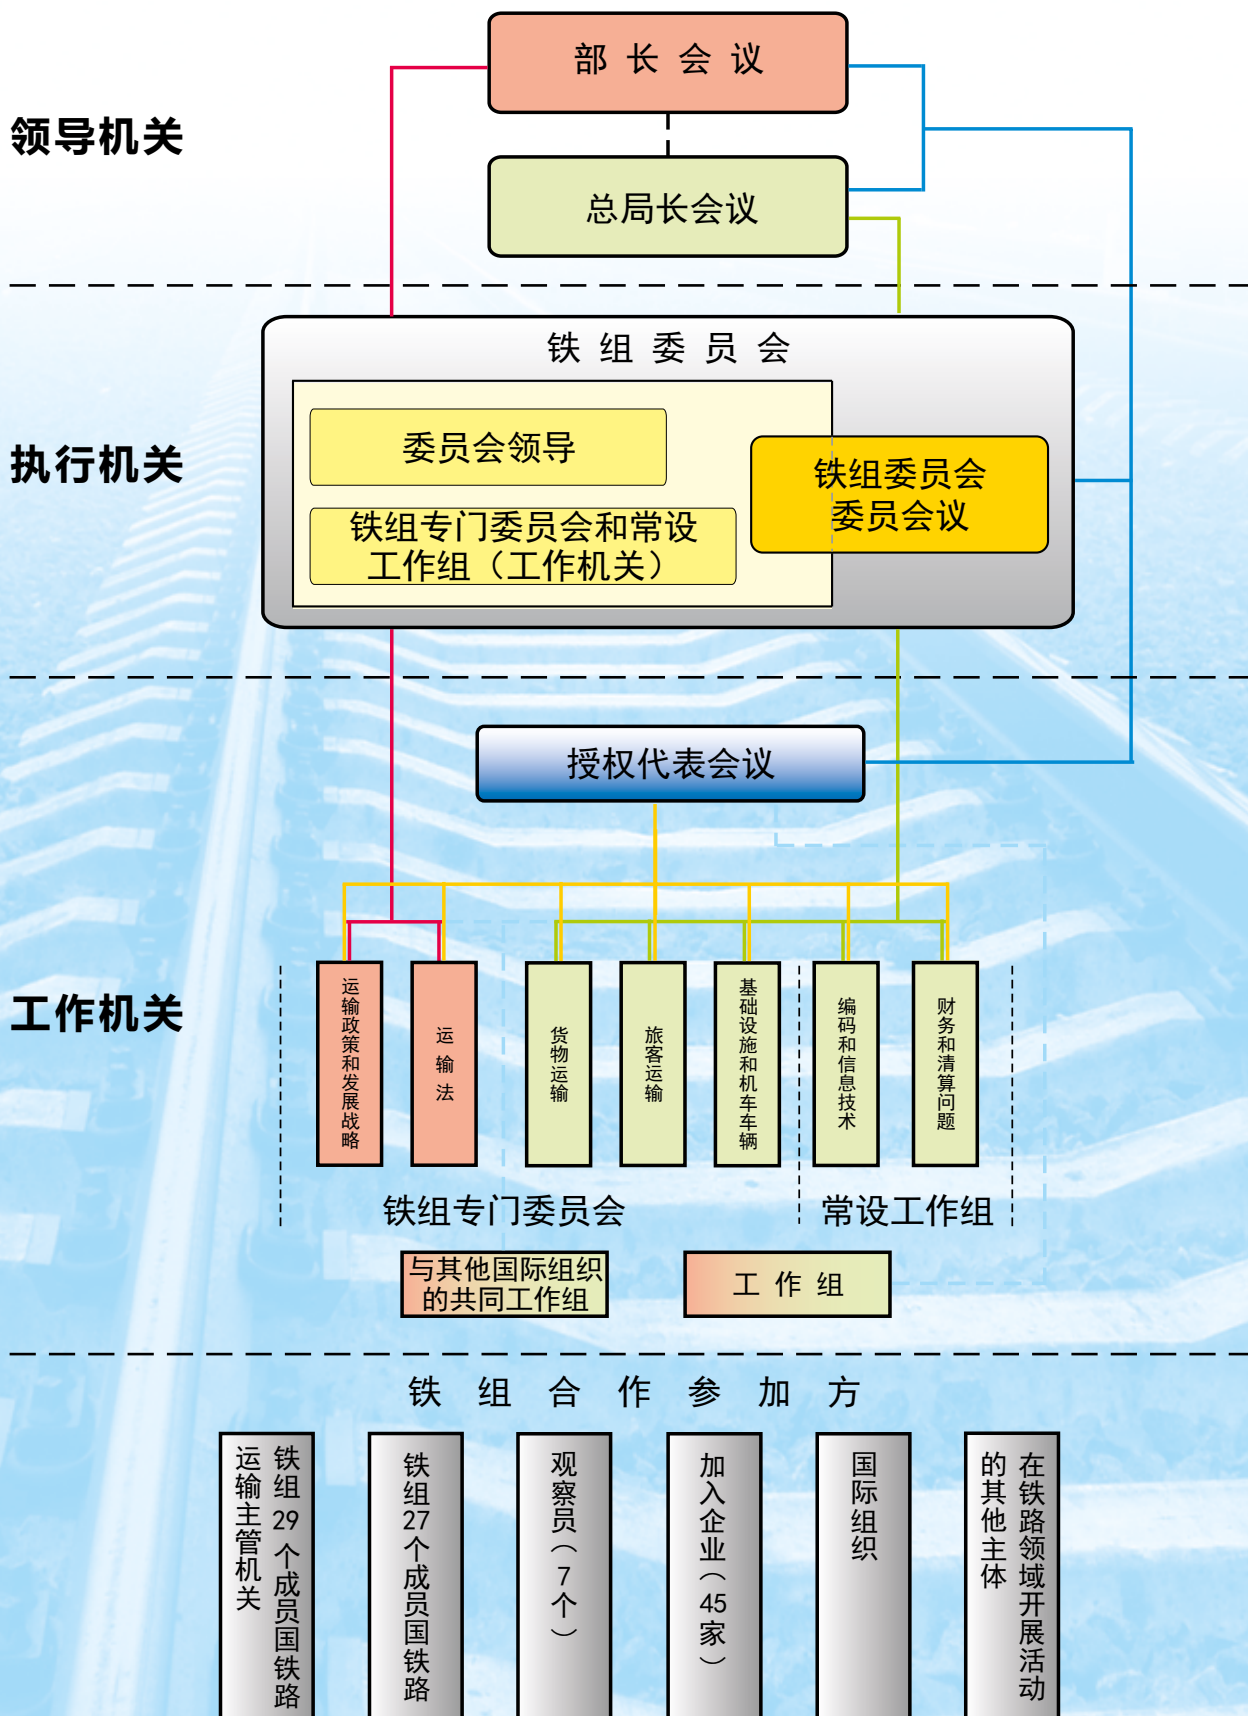 部长会议
领导机关
总局长会议
铁组委员会
委员会领导
执行机关
铁组委员会
委员会议
铁组专门委员会和常设
工作组（工作机关）
授权代表会议
工作机关
运输政策和发展战略
运输法
货物运输
旅客运输
基础设施和机车车辆
编码和信息技术
财务和清算问题
铁组专门委员会
常设工作组
与其他国际组织
的共同工作组
工作组
铁组合作参加方
铁组29个成员国铁路
运输主管机关
铁组27个成员国铁路
观察员（7个）
加入企业（45家）
国际组织
在铁路领域开展活动
的其他主体